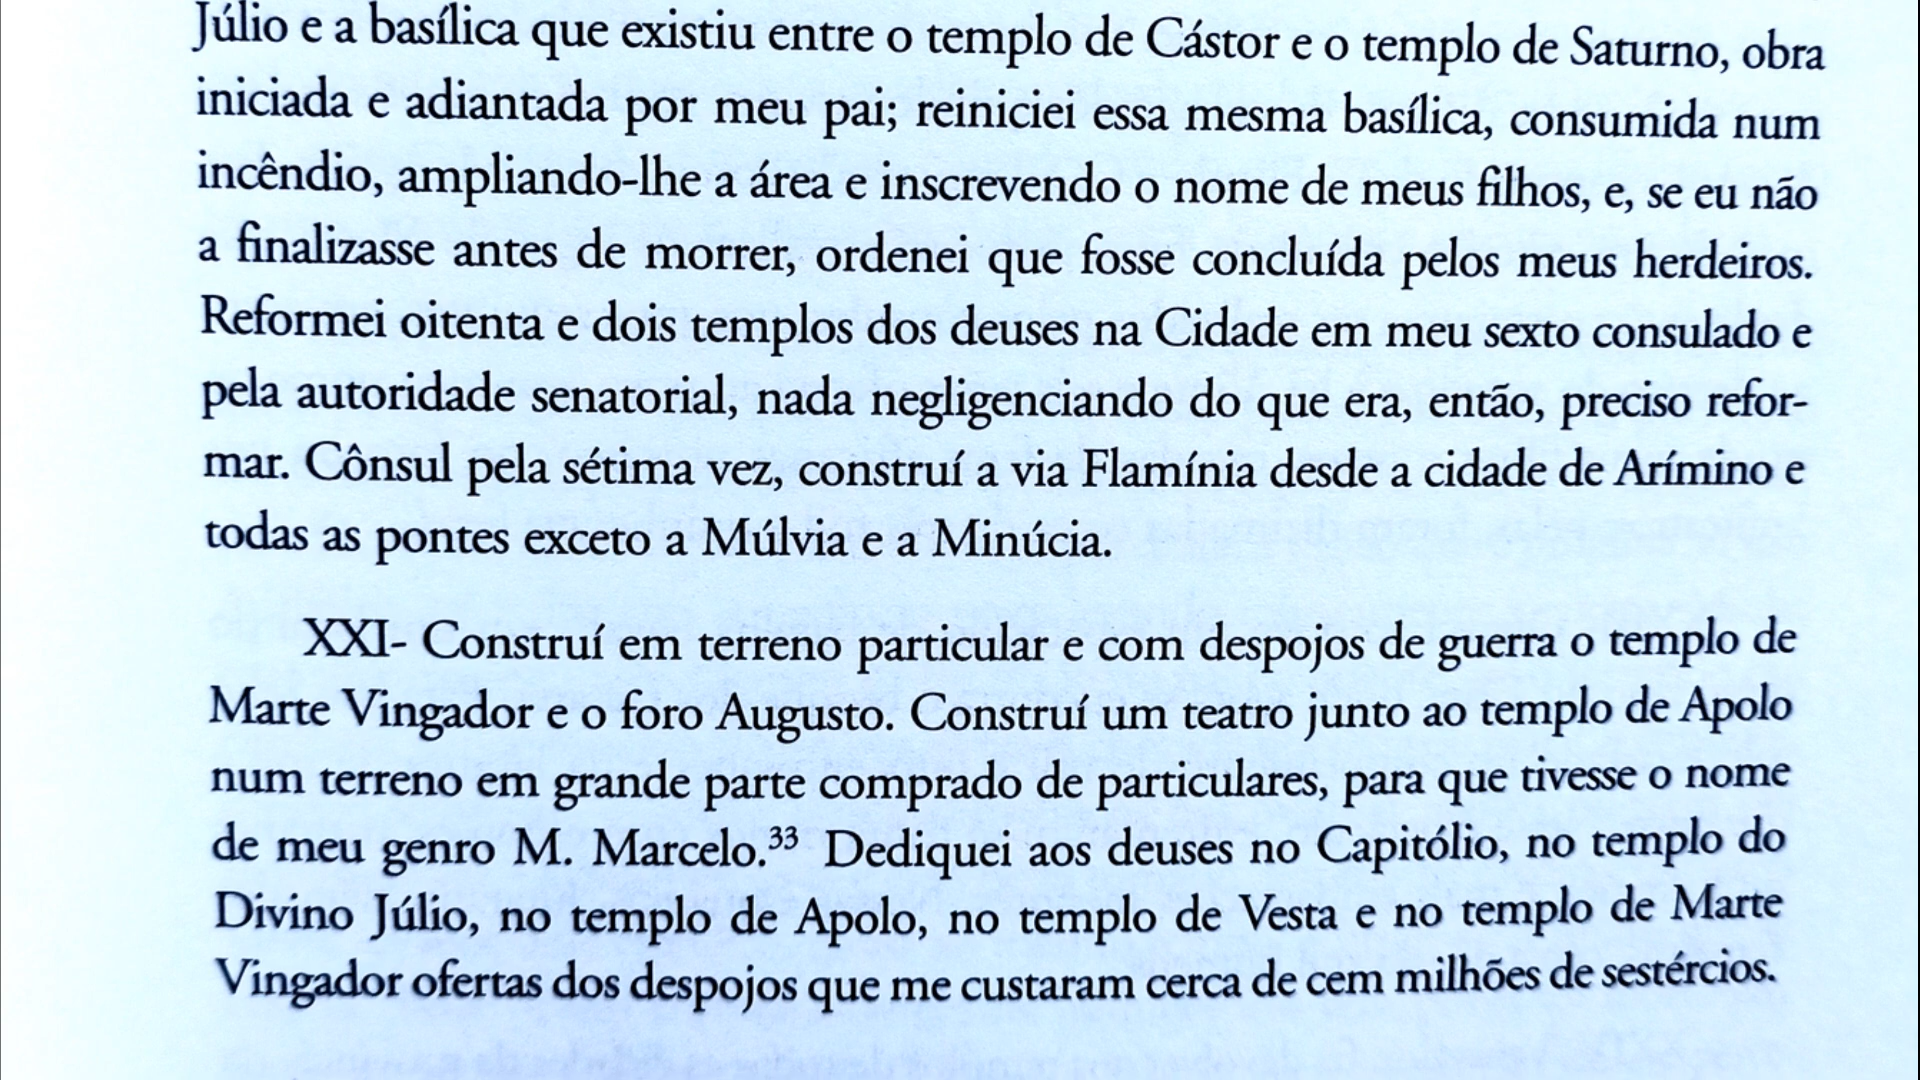 Júlio e a basílica que existiu entre o templo de Cástor e o templo de Saturno, obra
iniciada e adiantada por meu pai; reiniciei essa mesma basílica, consumida num
incêndio, ampliando-lhe a área e inscrevendo o nome de meus filhos, e, se eu não
a finalizasse antes de morrer, ordenei que fosse concluída pelos meus herdeiros.
Reformei oitenta e dois templos dos deuses na Cidade em meu sexto consulado e
pela autoridade senatorial, nada negligenciando do que era, então, preciso refor-
mar. Cônsul pela sétima vez, construí a via Flamínia desde a cidade de Arímino e
todas as pontes exceto a Múlvia e a Minúcia.
XXI- Construí em terreno particular e com despojos de guerra o templo de
Marte Vingador e o foro Augusto. Construí um teatro junto ao templo de Apolo
num terreno em grande parte comprado de particulares, para que tivesse o nome
de meu genro M. Marcelo.³³ Dediquei aos deuses no Capitólio, no templo do
Divino Júlio, no templo de Apolo, no templo de Vesta e no templo de Marte
Vingador ofertas dos despojos que me custaram cerca de cem milhões de sestércios.